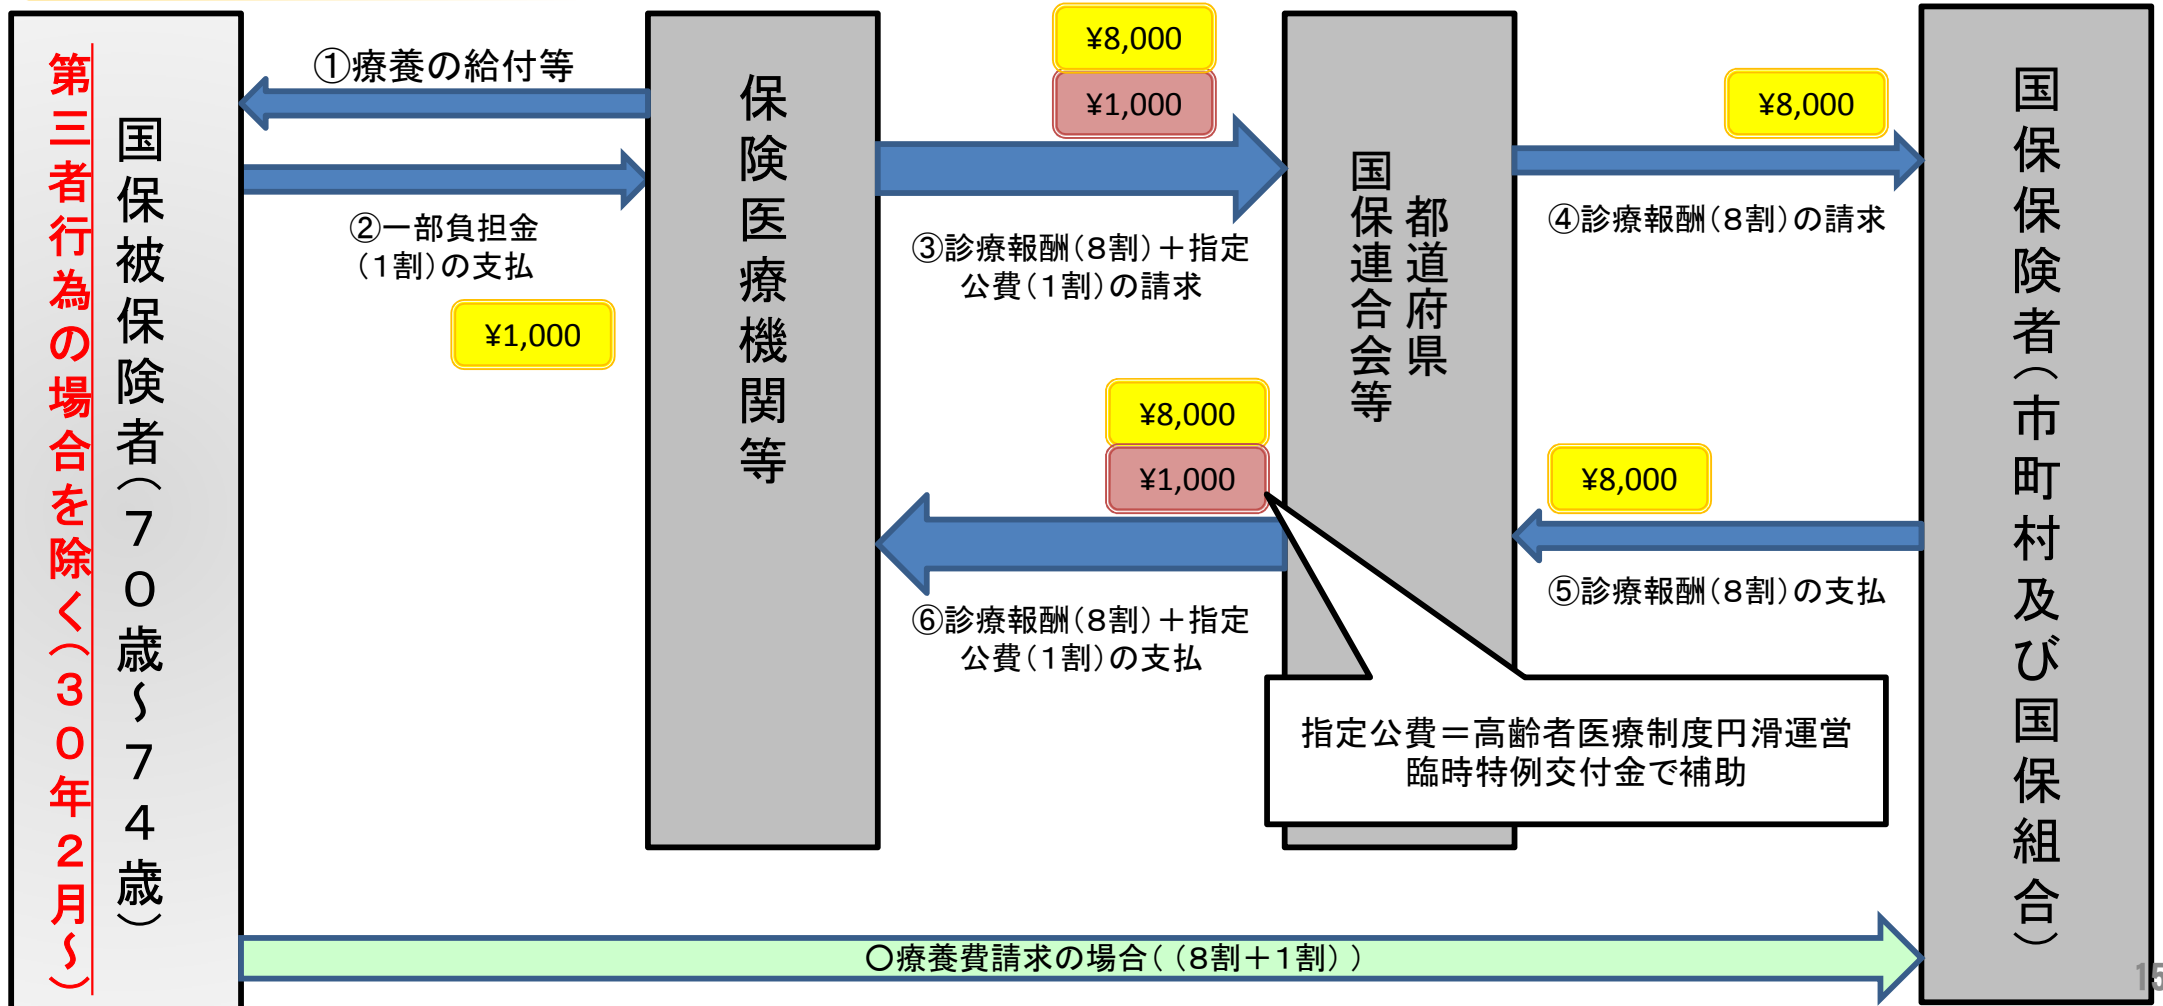 第三者行為の場合を除く(30年2月～)
国保被保険者(70歳～74歳)
①療養の給付等
②一部負担金
(1割)の支払
¥1,000
保険医療機関等
¥8,000
¥1,000
③診療報酬(8割)＋指定
公費(1割)の請求
¥8,000
¥1,000
⑥診療報酬(8割)＋指定
公費(1割)の支払
都道府県
国保連合会等
¥8,000
④診療報酬(8割)の請求
¥8,000
⑤診療報酬(8割)の支払
指定公費＝高齢者医療制度円滑運営
臨時特例交付金で補助
国保保険者(市町村及び国保組合)
○療養費請求の場合((8割＋1割))
15